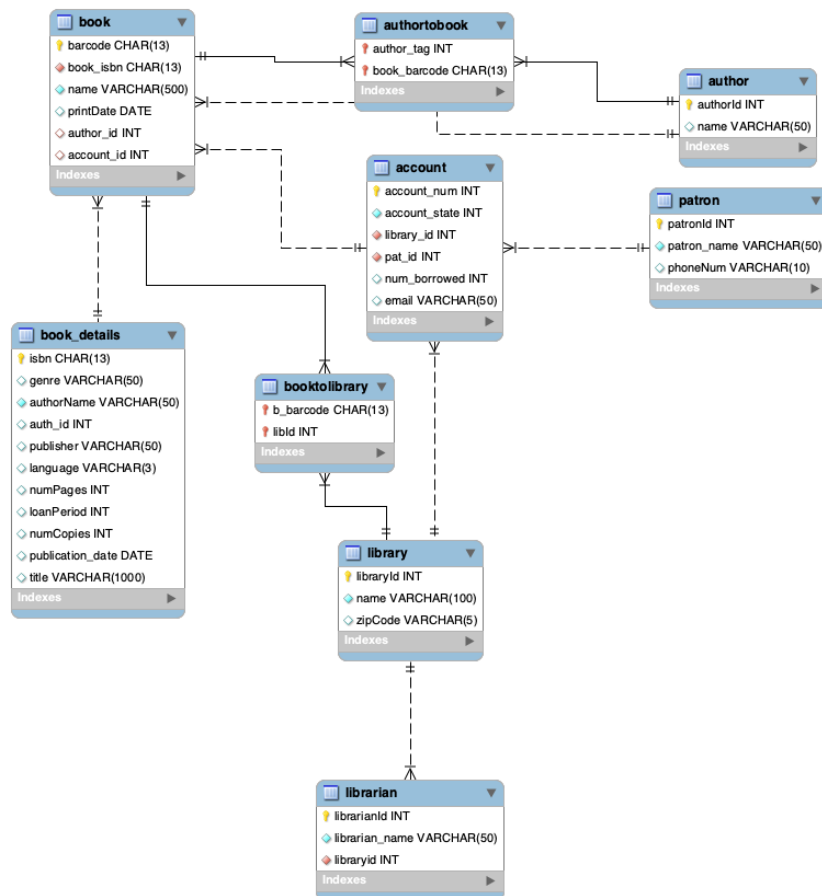 book
barcode CHAR(13)
book_isbn CHAR(13)
name VARCHAR(500)
printDate DATE
author_id INT
account_id INT
Indexes
authortobook
author_tag INT
book_barcode CHAR(13)
Indexes
author
authorId INT
name VARCHAR(50)
Indexes
account
account_num INT
account_state INT
library_id INT
pat_id INT
num_borrowed INT
email VARCHAR(50)
Indexes
patron
patronId INT
patron_name VARCHAR(50)
phoneNum VARCHAR(10)
Indexes
book_details
isbn CHAR(13)
genre VARCHAR(50)
authorName VARCHAR(50)
auth_id INT
publisher VARCHAR(50)
language VARCHAR(3)
numPages INT
loanPeriod INT
numCopies INT
publication_date DATE
title VARCHAR(1000)
Indexes
booktolibrary
b_barcode CHAR(13)
libId INT
Indexes
library
libraryId INT
name VARCHAR(100)
zipCode VARCHAR(5)
Indexes
librarian
librarianId INT
librarian_name VARCHAR(50)
libraryid INT
Indexes